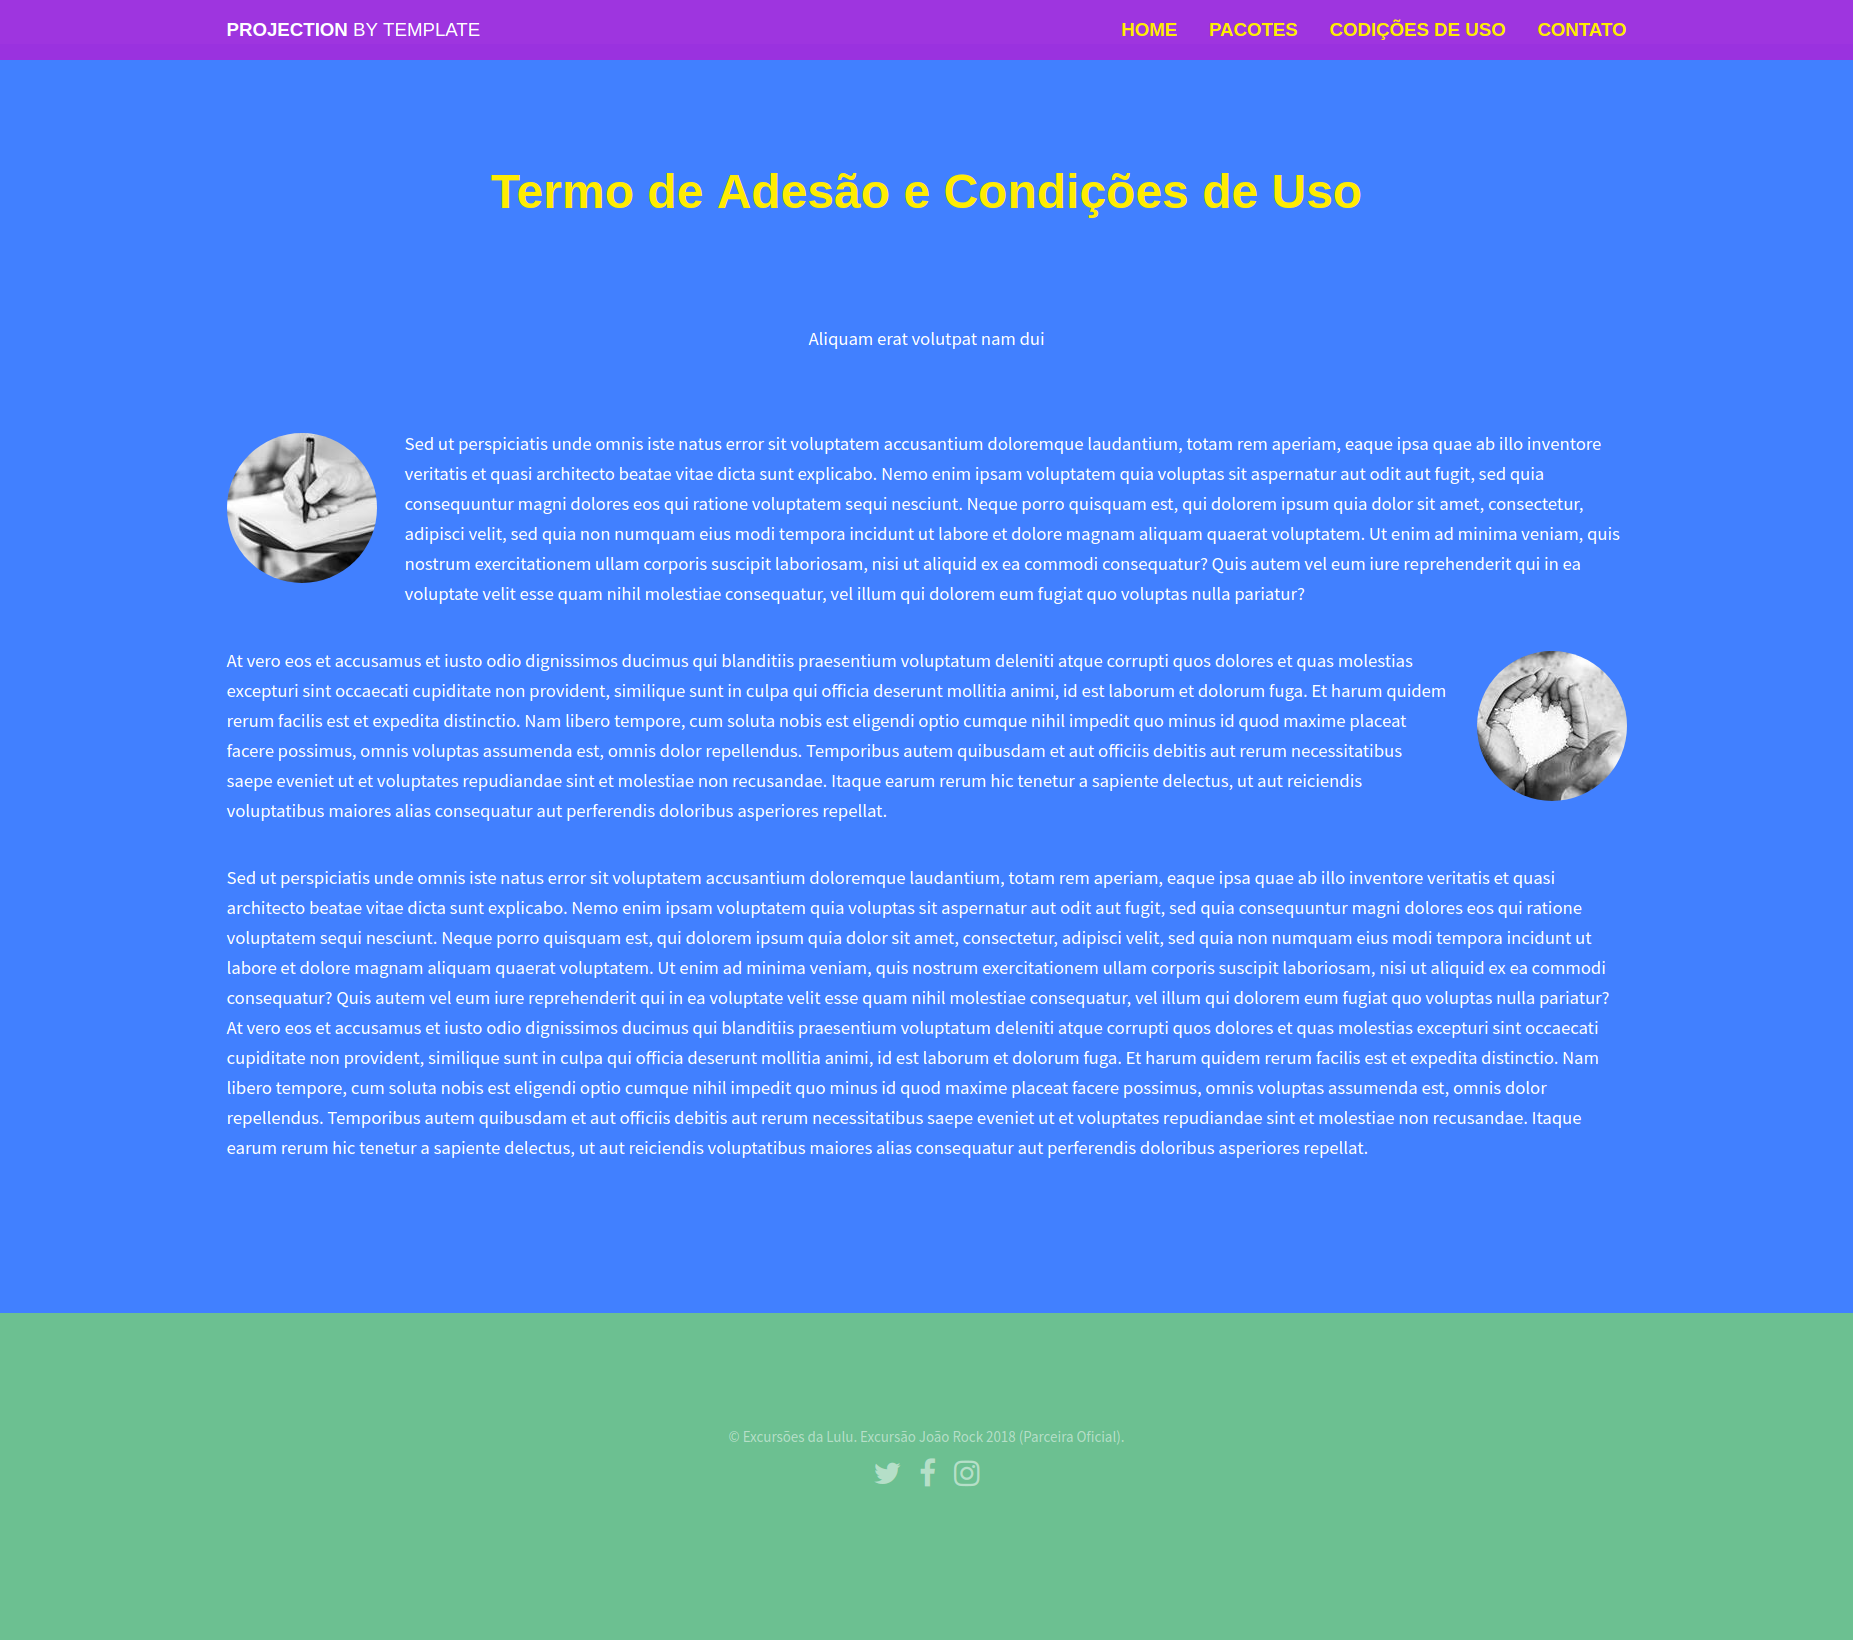 PROJECTION BY TEMPLATE
HOME PACOTES CODIÇÕES DE USO CONTATO
Termo de Adesão e Condições de Uso
Aliquam erat volutpat nam dui
Sed ut perspiciatis unde omnis iste natus error sit voluptatem accusantium doloremque laudantium, totam rem aperiam, eaque ipsa quae ab illo inventore
veritatis et quasi architecto beatae vitae dicta sunt explicabo. Nemo enim ipsam voluptatem quia voluptas sit aspernatur aut odit aut fugit, sed quia
consequuntur magni dolores eos qui ratione voluptatem sequi nesciunt. Neque porro quisquam est, qui dolorem ipsum quia dolor sit amet, consectetur,
adipisci velit, sed quia non numquam eius modi tempora incidunt ut labore et dolore magnam aliquam quaerat voluptatem. Ut enim ad minima veniam, quis
nostrum exercitationem ullam corporis suscipit laboriosam, nisi ut aliquid ex ea commodi consequatur? Quis autem vel eum iure reprehenderit qui in ea
voluptate velit esse quam nihil molestiae consequatur, vel illum qui dolorem eum fugiat quo voluptas nulla pariatur?
At vero eos et accusamus et iusto odio dignissimos ducimus qui blanditiis praesentium voluptatum deleniti atque corrupti quos dolores et quas molestias
excepturi sint occaecati cupiditate non provident, similique sunt in culpa qui officia deserunt mollitia animi, id est laborum et dolorum fuga. Et harum quidem
rerum facilis est et expedita distinctio. Nam libero tempore, cum soluta nobis est eligendi optio cumque nihil impedit quo minus id quod maxime placeat
facere possimus, omnis voluptas assumenda est, omnis dolor repellendus. Temporibus autem quibusdam et aut officiis debitis aut rerum necessitatibus
saepe eveniet ut et voluptates repudiandae sint et molestiae non recusandae. Itaque earum rerum hic tenetur a sapiente delectus, ut aut reiciendis
voluptatibus maiores alias consequatur aut perferendis doloribus asperiores repellat.
Sed ut perspiciatis unde omnis iste natus error sit voluptatem accusantium doloremque laudantium, totam rem aperiam, eaque ipsa quae ab illo inventore veritatis et quasi
architecto beatae vitae dicta sunt explicabo. Nemo enim ipsam voluptatem quia voluptas sit aspernatur aut odit aut fugit, sed quia consequuntur magni dolores eos qui ratione
voluptatem sequi nesciunt. Neque porro quisquam est, qui dolorem ipsum quia dolor sit amet, consectetur, adipisci velit, sed quia non numquam eius modi tempora incidunt ut
labore et dolore magnam aliquam quaerat voluptatem. Ut enim ad minima veniam, quis nostrum exercitationem ullam corporis suscipit laboriosam, nisi ut aliquid ex ea commodi
consequatur? Quis autem vel eum iure reprehenderit qui in ea voluptate velit esse quam nihil molestiae consequatur, vel illum qui dolorem eum fugiat quo voluptas nulla pariatur?
At vero eos et accusamus et iusto odio dignissimos ducimus qui blanditiis praesentium voluptatum deleniti atque corrupti quos dolores et quas molestias excepturi sint occaecati
cupiditate non provident, similique sunt in culpa qui officia deserunt mollitia animi, id est laborum et dolorum fuga. Et harum quidem rerum facilis est et expedita distinctio. Nam
libero tempore, cum soluta nobis est eligendi optio cumque nihil impedit quo minus id quod maxime placeat facere possimus, omnis voluptas assumenda est, omnis dolor
repellendus. Temporibus autem quibusdam et aut officiis debitis aut rerum necessitatibus saepe eveniet ut et voluptates repudiandae sint et molestiae non recusandae. Itaque
earum rerum hic tenetur a sapiente delectus, ut aut reiciendis voluptatibus maiores alias consequatur aut perferendis doloribus asperiores repellat.
© Excursões da Lulu. Excursão João Rock 2018 (Parceira Oficial).